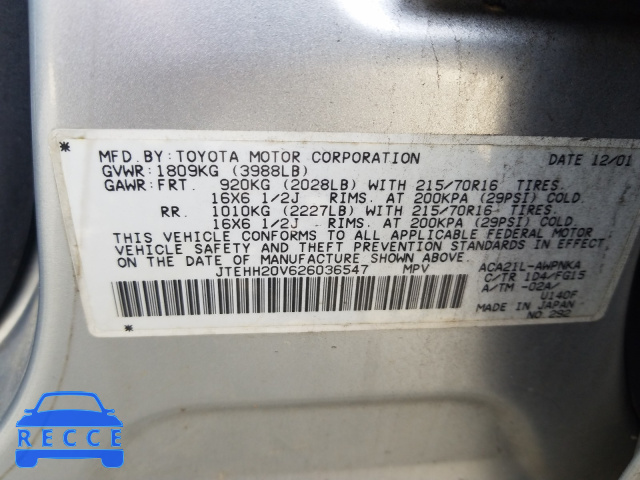 MFD. BY: TOYOTA MOTOR CORPORATION DATE 12/01
GVWR: 1809KG (3988LB)
GAWR: FRT. 920KG (2028LB) WITH 215/70R16 TIRES.
16X6 1/2J RIMS. AT 200KPA (29PSI) COLD.
RR. 1010KG (2227LB) WITH 215/70R16 TIRES.
16X6 1/2J RIMS. AT 200KPA (29PSI) COLD.
THIS VEHICLE CONFORMS TO ALL APPLICABLE FEDERAL MOTOR
VEHICLE SAFETY AND THEFT PREVENTION STANDARDS IN EFFECT
ON THE DATE OF MANUFACTURE SHOWN ABOVE.
JTEHH20V626036547 MPV ACA21L-AWPNKA
C/TR 1D4/FG15
A/TM -02A/
U140F
MADE IN JAPAN
NO.292
RECCE